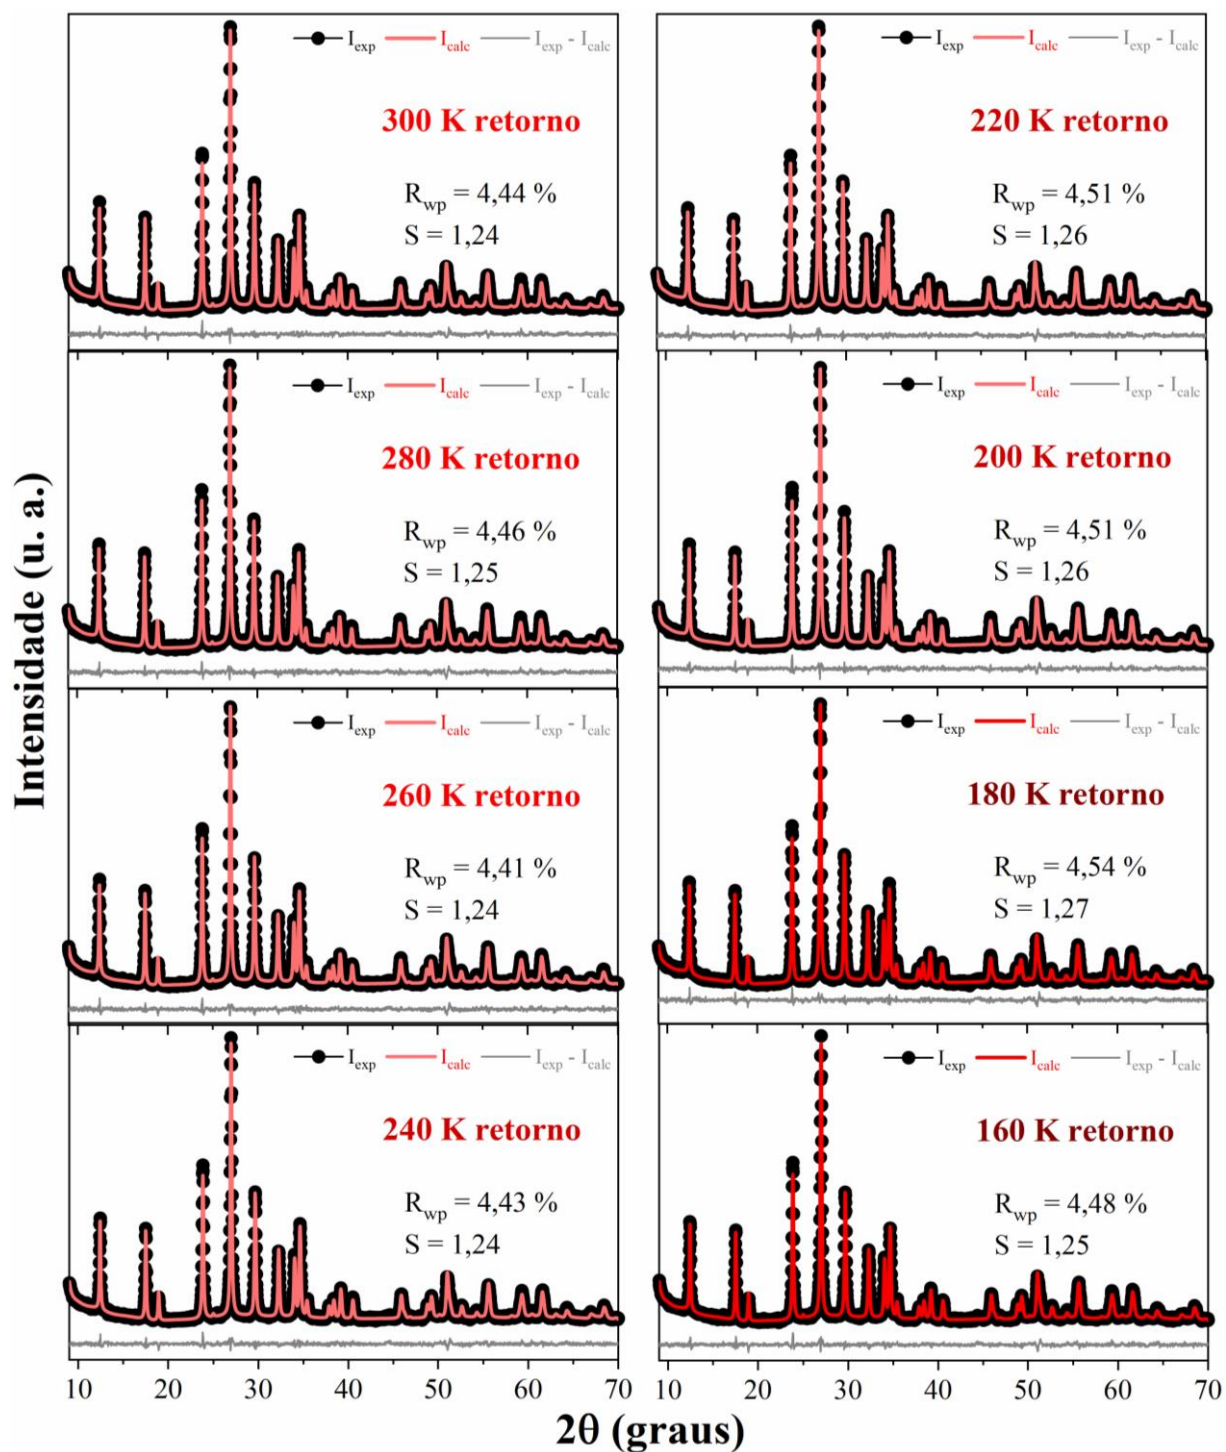 Intensidade (u. a.)
I_exp I_calc I_exp - I_calc
300 K retorno
R_wp = 4,44 %
S = 1,24
I_exp I_calc I_exp - I_calc
280 K retorno
R_wp = 4,46 %
S = 1,25
I_exp I_calc I_exp - I_calc
260 K retorno
R_wp = 4,41 %
S = 1,24
I_exp I_calc I_exp - I_calc
240 K retorno
R_wp = 4,43 %
S = 1,24
10 20 30 40 50 60 70
I_exp I_calc I_exp - I_calc
220 K retorno
R_wp = 4,51 %
S = 1,26
I_exp I_calc I_exp - I_calc
200 K retorno
R_wp = 4,51 %
S = 1,26
I_exp I_calc I_exp - I_calc
180 K retorno
R_wp = 4,54 %
S = 1,27
I_exp I_calc I_exp - I_calc
160 K retorno
R_wp = 4,48 %
S = 1,25
10 20 30 40 50 60 70
2θ (graus)